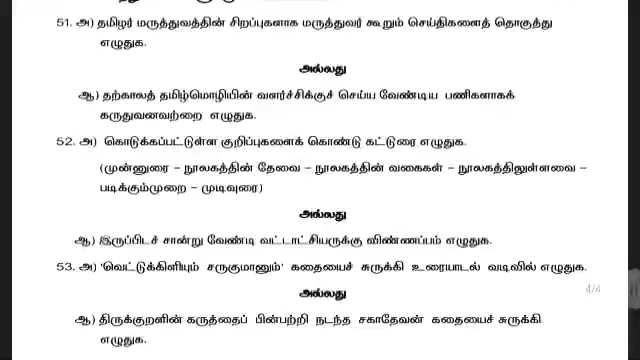 51. அ) தமிழர் மருத்துவத்தின் சிறப்புகளாக மருத்துவர் கூறும் செய்திகளைத் தொகுத்து
எழுதுக.
அல்லது
ஆ) தற்காலத் தமிழ்மொழியின் வளர்ச்சிக்குச் செய்ய வேண்டிய பணிகளாகக்
கருதுவனவற்றை எழுதுக.
52. அ) கொடுக்கப்பட்டுள்ள குறிப்புகளைக் கொண்டு கட்டுரை எழுதுக.
(முன்னுரை – நூலகத்தின் தேவை – நூலகத்தின் வகைகள் – நூலகத்திலுள்ளவை –
படிக்கும்முறை – முடிவுரை)
அல்லது
ஆ) இருப்பிடச் சான்று வேண்டி வட்டாட்சியருக்கு விண்ணப்பம் எழுதுக.
53. அ) 'வெட்டுக்கிளியும் சருகுமானும்' கதையைச் சுருக்கி உரையாடல் வடிவில் எழுதுக.
4/4
அல்லது
ஆ) திருக்குறளின் கருத்தைப் பின்பற்றி நடந்த சகாதேவன் கதையைச் சுருக்கி
எழுதுக.